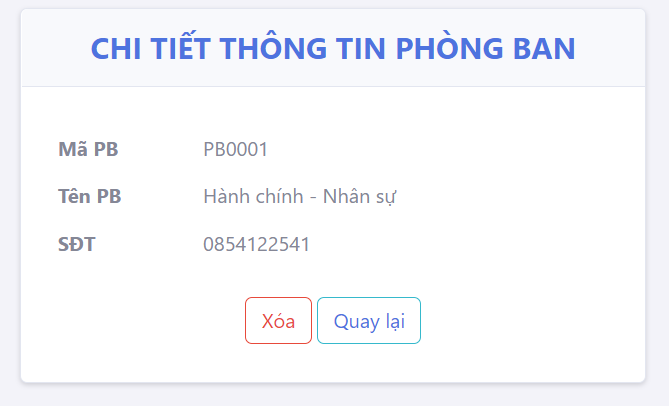 CHI TIẾT THÔNG TIN PHÒNG BAN
Mã PB PB0001
Tên PB Hành chính - Nhân sự
SĐT 0854122541
Xóa Quay lại